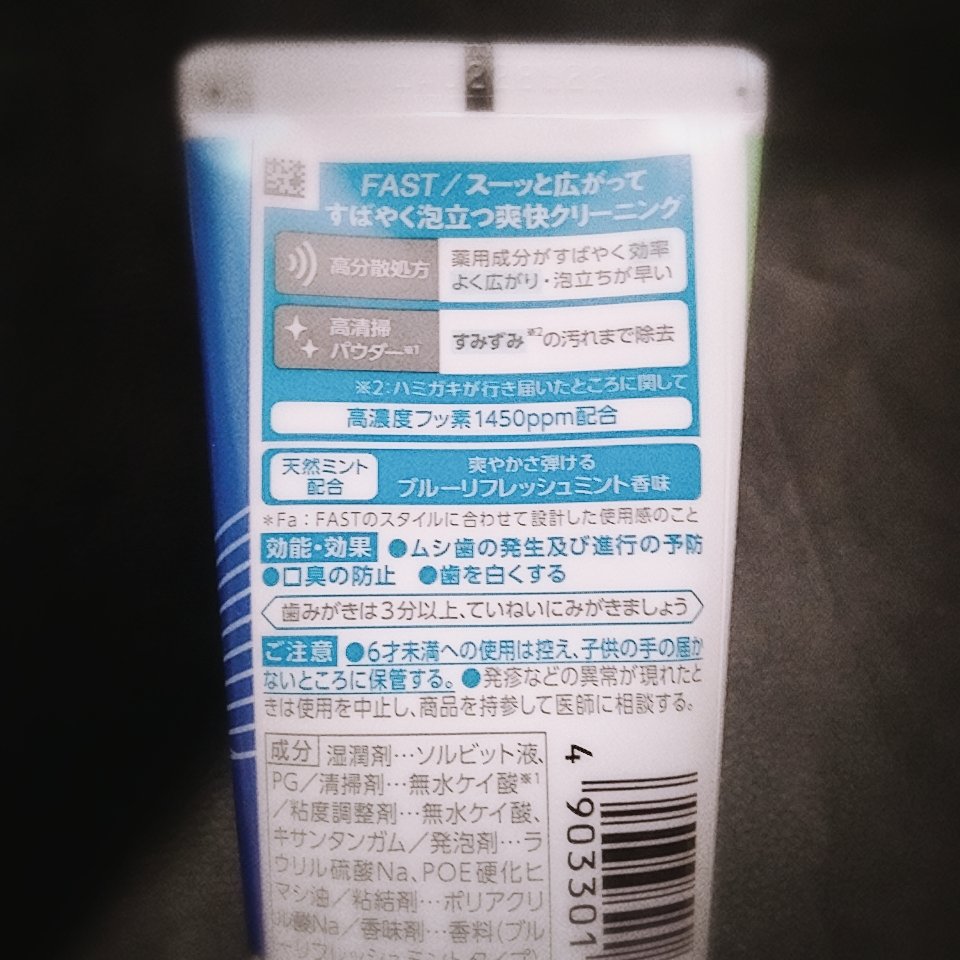 FAST/スーッと広がって
すばやく泡立つ爽快クリーニング
高分散処方
薬用成分がすばやく効率
よく広がり・泡立ちが早い
高清掃
パウダー※1
すみずみ※2の汚れまで除去
※2:ハミガキが行き届いたところに関して
高濃度フッ素1450ppm配合
天然ミント
配合
爽やかさ弾ける
ブルーリフレッシュミント香味
*Fa:FASTのスタイルに合わせて設計した使用感のこと
効能・効果 ●ムシ歯の発生及び進行の予防
●口臭の防止 ●歯を白くする
歯みがきは3分以上、ていねいにみがきましょう
ご注意 ●6才未満への使用は控え、子供の手の届か
ないところに保管する。●発疹などの異常が現れたと
きは使用を中止し、商品を持参して医師に相談する。
成分 湿潤剤…ソルビット液、
PG/清掃剤…無水ケイ酸※1
/粘度調整剤…無水ケイ酸、
キサンタンガム/発泡剤…ラ
ウリル硫酸Na、POE硬化ヒ
マシ油/粘結剤…ポリアクリ
ル酸Na/香味剤…香料(ブル
ーリフレッシュミントタイプ)
4 903301